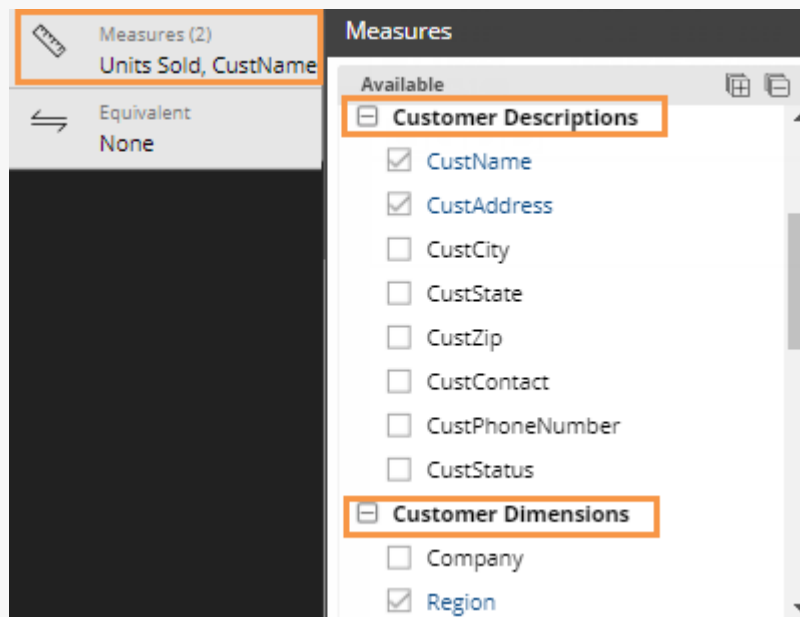 Measures (2)
Units Sold, CustName
Equivalent
None
Measures
Available
Customer Descriptions
CustName
CustAddress
CustCity
CustState
CustZip
CustContact
CustPhoneNumber
CustStatus
Customer Dimensions
Company
Region